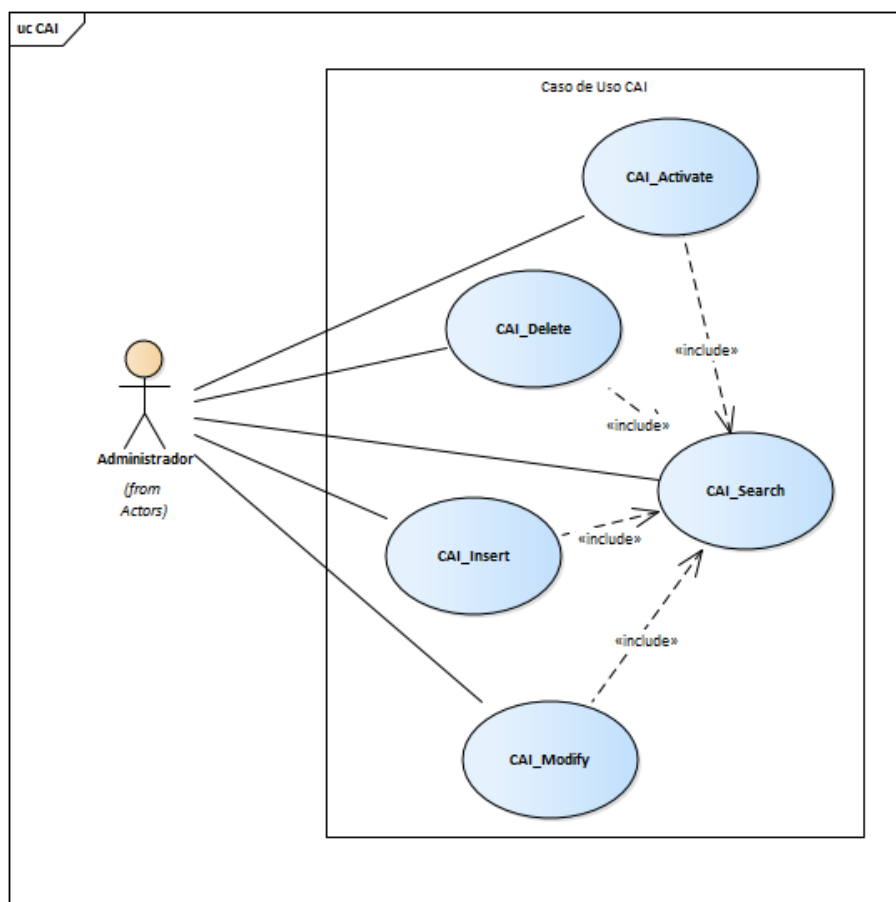 uc CAI
Caso de Uso CAI
CAI_Activate
CAI_Delete
«include»
«include»
Administrador
(from
Actors)
CAI_Search
«include»
CAI_Insert
«include»
CAI_Modify